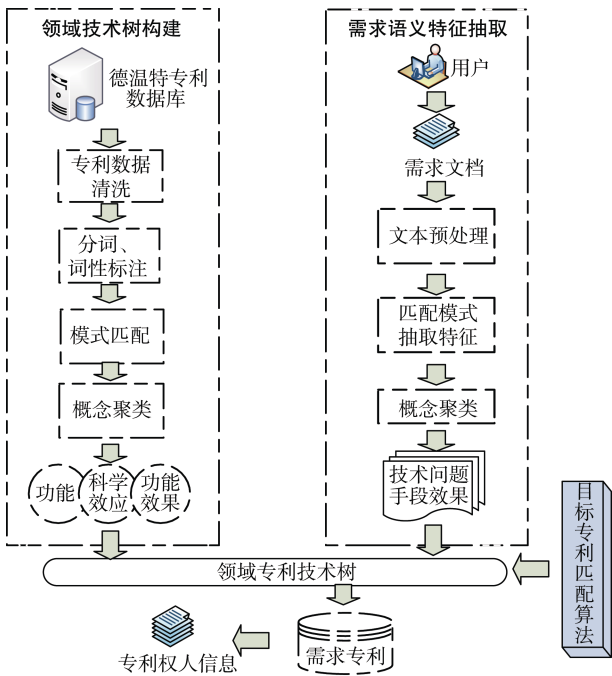 领域技术树构建
德温特专利
数据库
专利数据
清洗
分词、
词性标注
模式匹配
概念聚类
功能
科学
效应
功能
效果
需求语义特征抽取
用户
需求文档
文本预处理
匹配模式
抽取特征
概念聚类
技术问题
手段效果
目标专利匹配算法
领域专利技术树
需求专利
专利权人信息